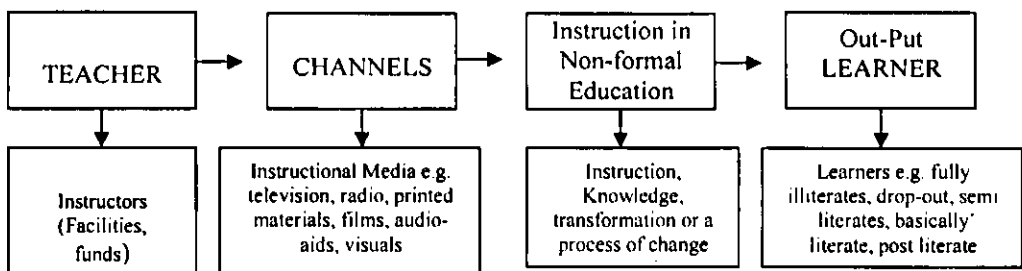 TEACHER
CHANNELS
Instruction in
Non-formal
Education
Out-Put
LEARNER
Instructors
(Facilities,
funds)
Instructional Media e.g.
television, radio, printed
materials, films, audio-
aids, visuals
Instruction,
Knowledge,
transformation or a
process of change
Learners e.g. fully
illiterates, drop-out, semi
literates, basically'
literate, post literate